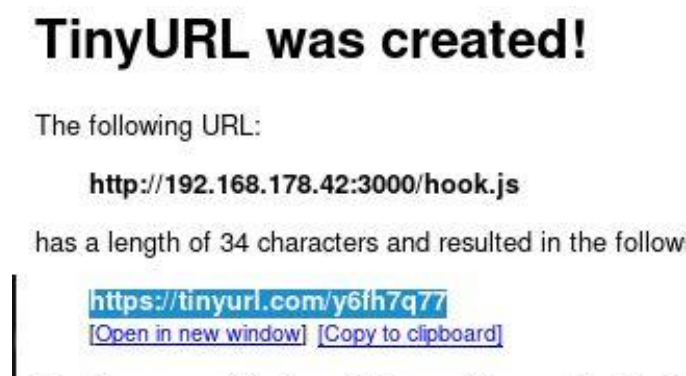 TinyURL was created!
The following URL:
http://192.168.178.42:3000/hook.js
has a length of 34 characters and resulted in the follow
https://tinyurl.com/y6fh7q77
[Open in new window] [Copy to clipboard]